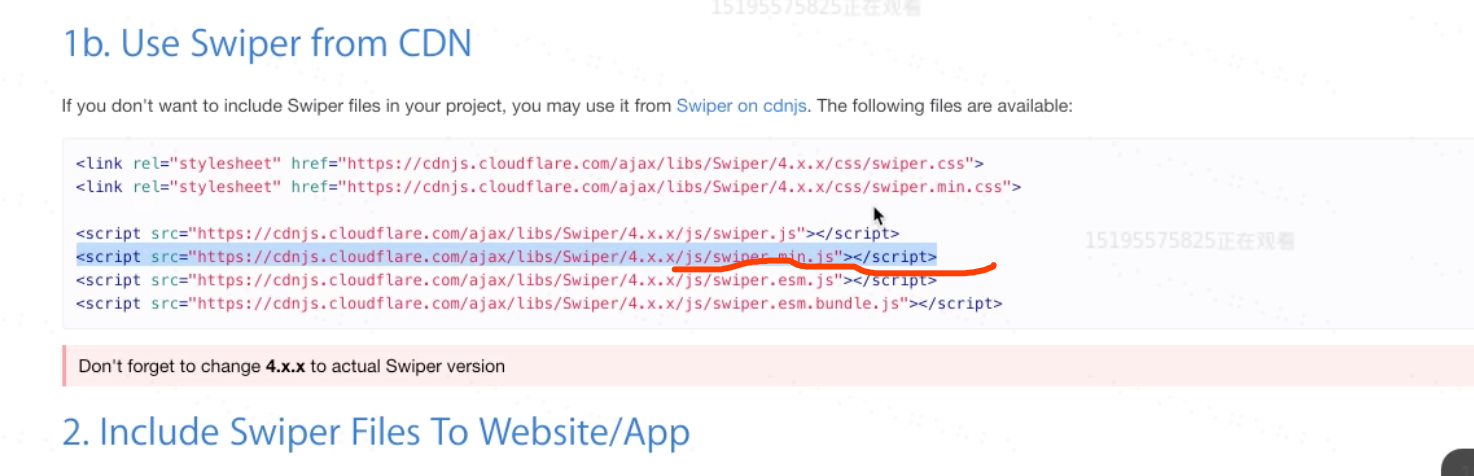 15195575825正在观看
1b. Use Swiper from CDN
If you don't want to include Swiper files in your project, you may use it from Swiper on cdnjs. The following files are available:
<link rel="stylesheet" href="https://cdnjs.cloudflare.com/ajax/libs/Swiper/4.x.x/css/swiper.css">
<link rel="stylesheet" href="https://cdnjs.cloudflare.com/ajax/libs/Swiper/4.x.x/css/swiper.min.css">
<script src="https://cdnjs.cloudflare.com/ajax/libs/Swiper/4.x.x/js/swiper.js"></script>
15195575825正在观看
<script src="https://cdnjs.cloudflare.com/ajax/libs/Swiper/4.x.x/js/swiper.min.js"></script>
<script src="https://cdnjs.cloudflare.com/ajax/libs/Swiper/4.x.x/js/swiper.esm.js"></script>
<script src="https://cdnjs.cloudflare.com/ajax/libs/Swiper/4.x.x/js/swiper.esm.bundle.js"></script>
Don't forget to change 4.x.x to actual Swiper version
2. Include Swiper Files To Website/App